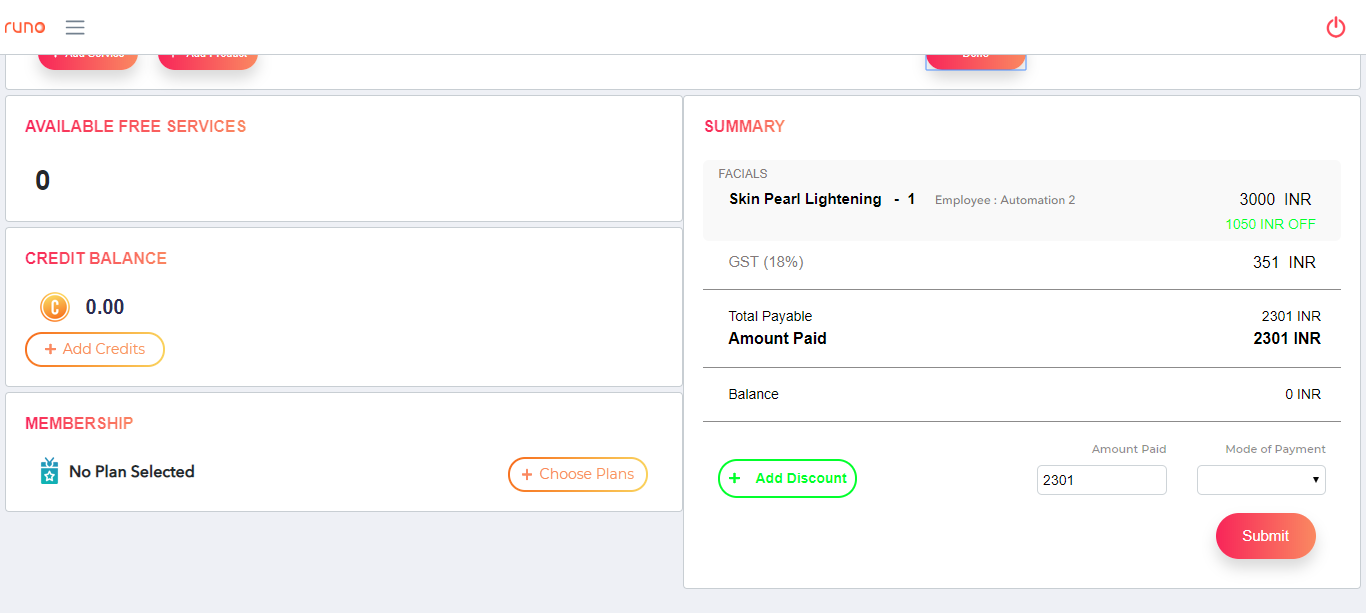 runo
+ Add Service
+ Add Product
Done
AVAILABLE FREE SERVICES
0
CREDIT BALANCE
C 0.00
+ Add Credits
MEMBERSHIP
No Plan Selected
+ Choose Plans
SUMMARY
FACIALS
Skin Pearl Lightening - 1 Employee : Automation 2 3000 INR
1050 INR OFF
GST (18%) 351 INR
Total Payable 2301 INR
Amount Paid 2301 INR
Balance 0 INR
Amount Paid Mode of Payment
+ Add Discount 2301
Submit